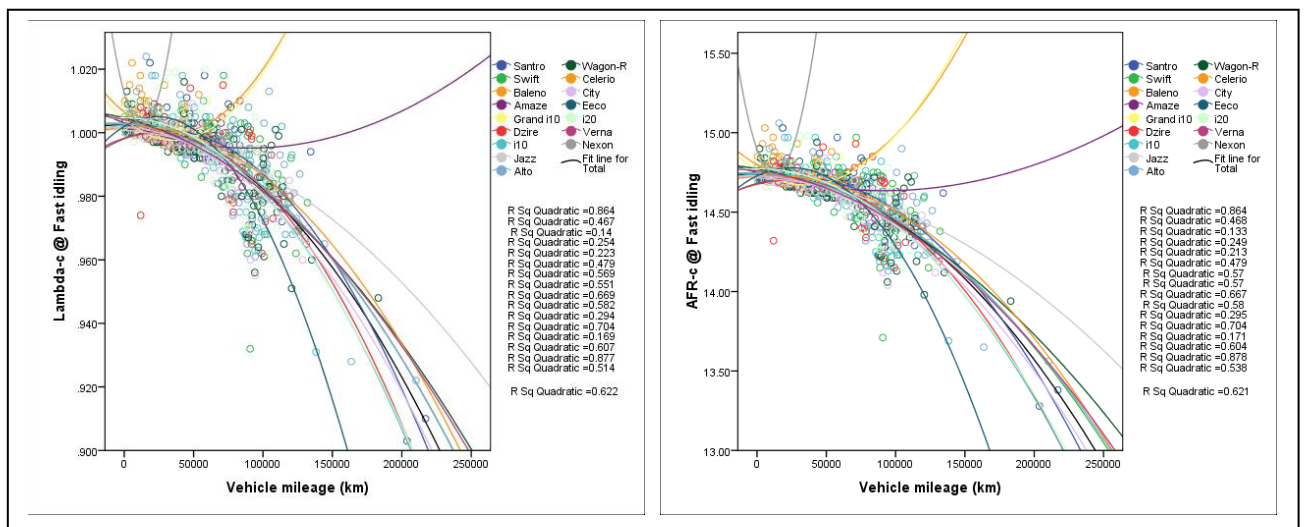 1.020
1.000
.980
.960
.940
.920
.900
Lambda-c @ Fast idling
0
50000
100000
150000
200000
250000
Vehicle mileage (km)
Santro
Swift
Baleno
Amaze
Grand i10
Dzire
i10
Jazz
Alto
Wagon-R
Celerio
City
Eeco
i20
Verna
Nexon
Fit line for
Total
R Sq Quadratic =0.864
R Sq Quadratic =0.467
R Sq Quadratic =0.14
R Sq Quadratic =0.254
R Sq Quadratic =0.223
R Sq Quadratic =0.479
R Sq Quadratic =0.569
R Sq Quadratic =0.551
R Sq Quadratic =0.669
R Sq Quadratic =0.582
R Sq Quadratic =0.294
R Sq Quadratic =0.704
R Sq Quadratic =0.169
R Sq Quadratic =0.607
R Sq Quadratic =0.877
R Sq Quadratic =0.514
R Sq Quadratic =0.622
15.50
15.00
14.50
14.00
13.50
13.00
AFR-c @ Fast idling
0
50000
100000
150000
200000
250000
Vehicle mileage (km)
Santro
Swift
Baleno
Amaze
Grand i10
Dzire
i10
Jazz
Alto
Wagon-R
Celerio
City
Eeco
i20
Verna
Nexon
Fit line for
Total
R Sq Quadratic =0.864
R Sq Quadratic =0.468
R Sq Quadratic =0.133
R Sq Quadratic =0.249
R Sq Quadratic =0.213
R Sq Quadratic =0.479
R Sq Quadratic =0.57
R Sq Quadratic =0.57
R Sq Quadratic =0.667
R Sq Quadratic =0.58
R Sq Quadratic =0.295
R Sq Quadratic =0.704
R Sq Quadratic =0.171
R Sq Quadratic =0.604
R Sq Quadratic =0.878
R Sq Quadratic =0.538
R Sq Quadratic =0.621